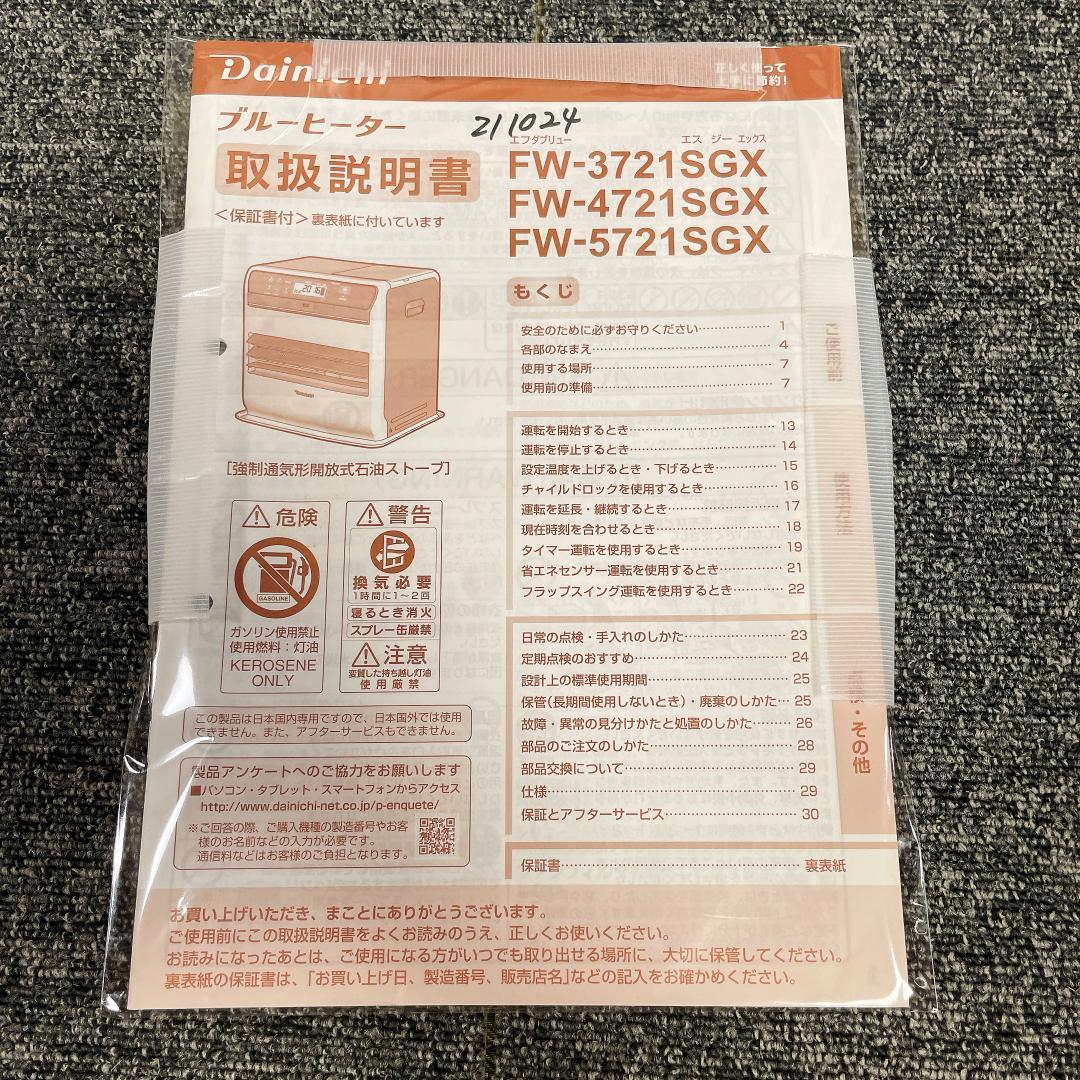 Dainichi
正しく使って
上手に節約!
ブルーヒーター
211024
取扱説明書
<保証書付>裏表紙に付いています
エフダブリュー エス ジー エックス
FW-3721SGX
FW-4721SGX
FW-5721SGX
2016
[強制通気形開放式石油ストーブ]
危険
GASOLINE
ガソリン使用禁止
使用燃料:灯油
KEROSENE
ONLY
警告
換気必要
1時間に1~2回
寝るとき消火
スプレー缶厳禁
注意
変質した持ち越し灯油
使用厳禁
この製品は日本国内専用ですので、日本国外では使用
できません。また、アフターサービスもできません。
製品アンケートへのご協力をお願いします
■パソコン・タブレット・スマートフォンからアクセス
http://www.dainichi-net.co.jp/p-enquete/
※ご回答の際、ご購入機種の製造番号やお客
様のお名前などの入力が必要です。
通信料などはお客様のご負担となります。
もくじ
安全のために必ずお守りください 1
各部のなまえ 4
使用する場所 7
使用前の準備 7
ご使用前
運転を開始するとき 13
運転を停止するとき 14
設定温度を上げるとき・下げるとき 15
チャイルドロックを使用するとき 16
運転を延長・継続するとき 17
現在時刻を合わせるとき 18
タイマー運転を使用するとき 19
省エネセンサー運転を使用するとき 21
フラップスイング運転を使用するとき 22
使用方法
日常の点検・手入れのしかた 23
定期点検のおすすめ 24
設計上の標準使用期間 25
保管(長期間使用しないとき)・廃棄のしかた 25
故障・異常の見分けかたと処置のしかた 26
部品のご注文のしかた 28
部品交換について 29
仕様 29
保証とアフターサービス 30
・その他
保証書 裏表紙
お買い上げいただき、まことにありがとうございます。
ご使用前にこの取扱説明書をよくお読みのうえ、正しくお使いください。
お読みになったあとは、ご使用になる方がいつでも取り出せる場所に、大切に保管してください。
裏表紙の保証書は、「お買い上げ日、製造番号、販売店名」などの記入をお確かめください。